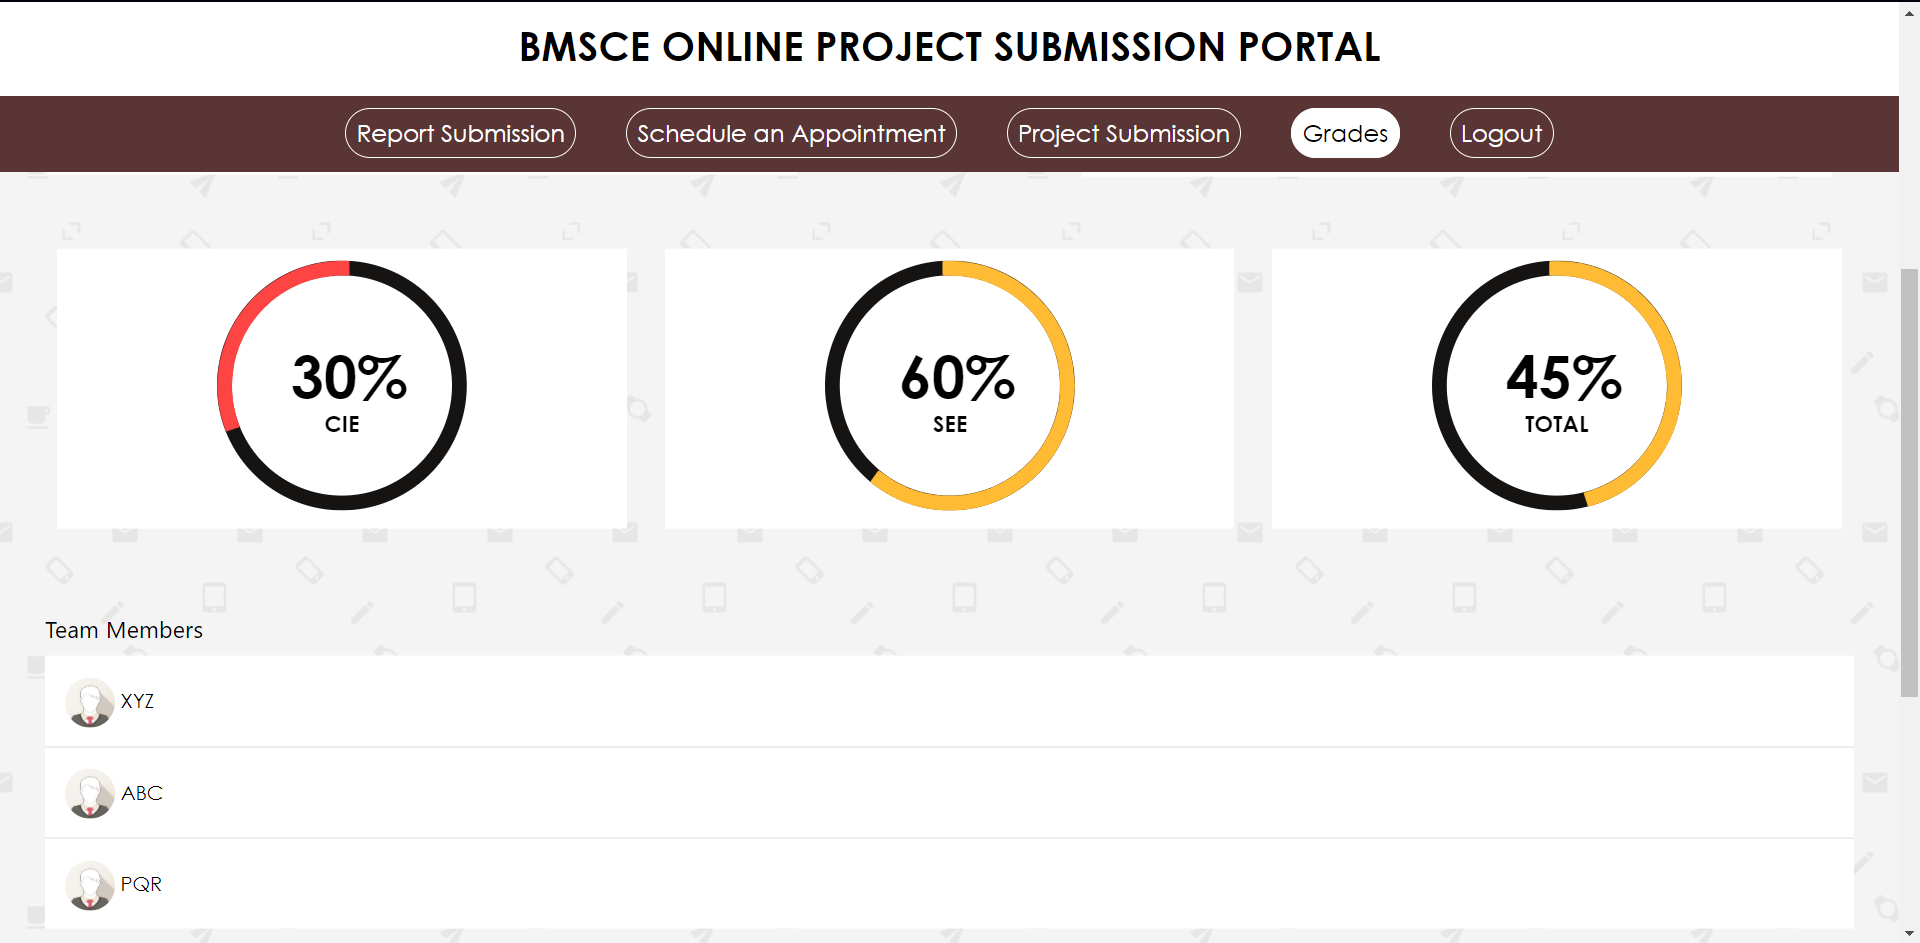 BMSCE ONLINE PROJECT SUBMISSION PORTAL
Report Submission Schedule an Appointment Project Submission Grades Logout
30% 60% 45%
CIE SEE TOTAL
Team Members
XYZ
ABC
PQR